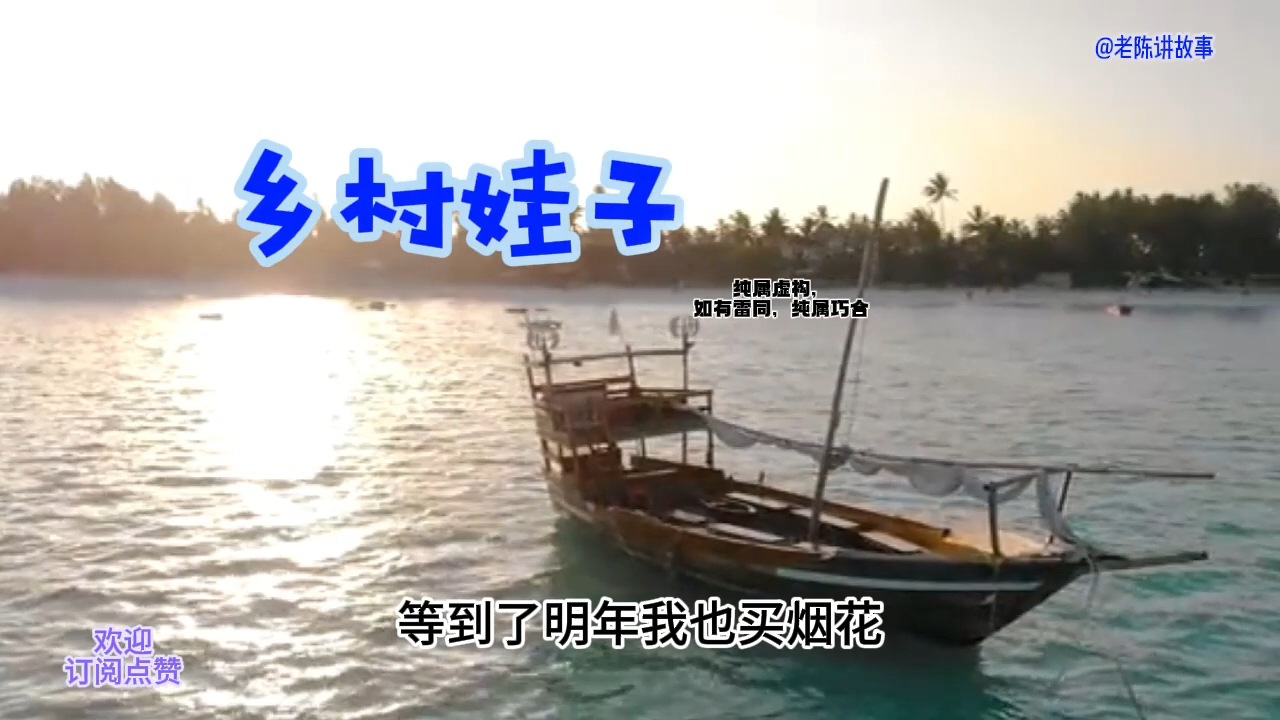 @老陈讲故事
乡村娃子
纯属虚构，
如有雷同，纯属巧合
等到了明年我也买烟花
欢迎
订阅点赞